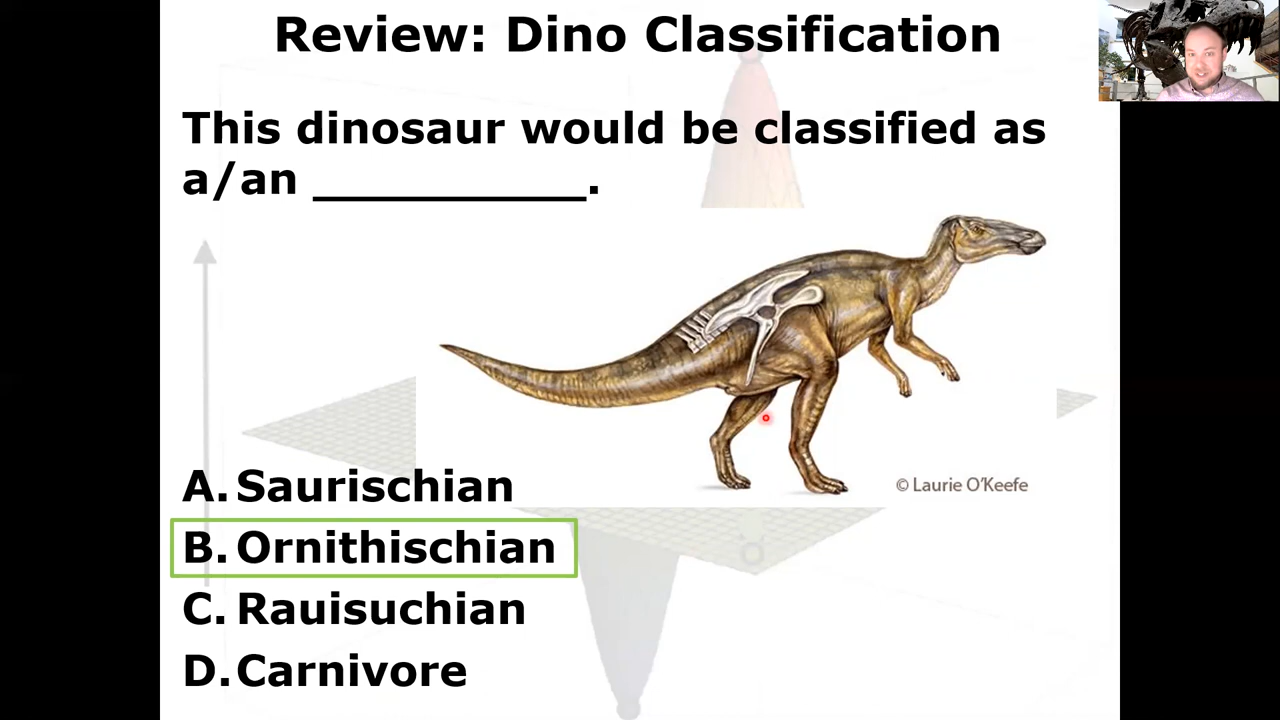 Review: Dino Classification
This dinosaur would be classified as
a/an __________.
© Laurie O'Keefe
A. Saurischian
B. Ornithischian
C. Rauisuchian
D. Carnivore